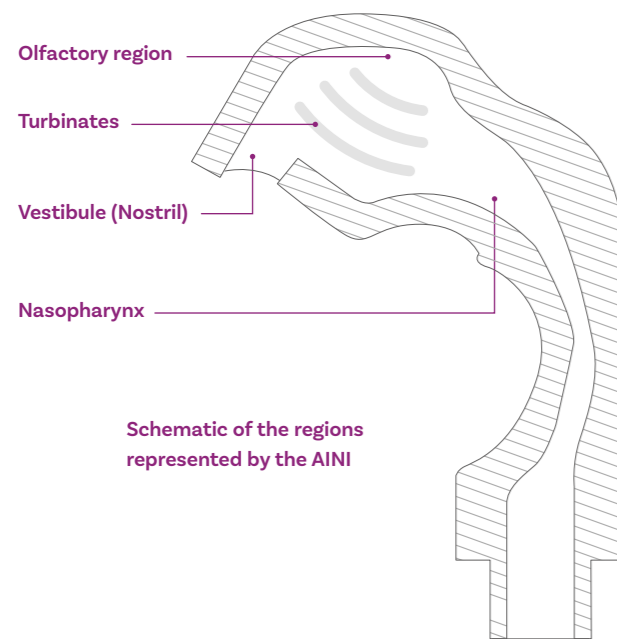 Olfactory region
Turbinates
Vestibule (Nostril)
Nasopharynx
Schematic of the regions
represented by the AINI